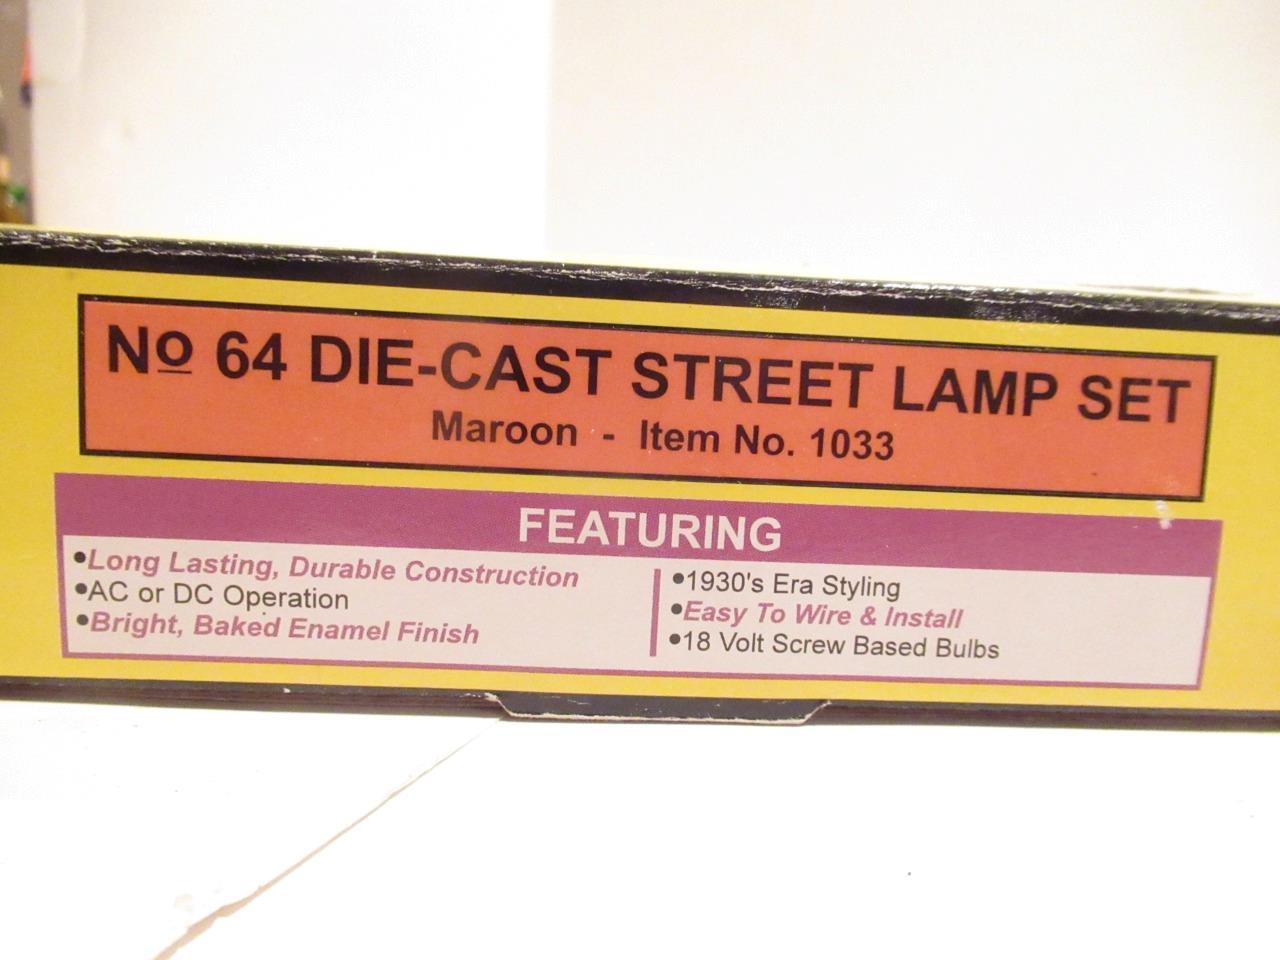 No 64 DIE-CAST STREET LAMP SET
Maroon - Item No. 1033
FEATURING
•Long Lasting, Durable Construction
•AC or DC Operation
•Bright, Baked Enamel Finish
•1930's Era Styling
•Easy To Wire & Install
•18 Volt Screw Based Bulbs